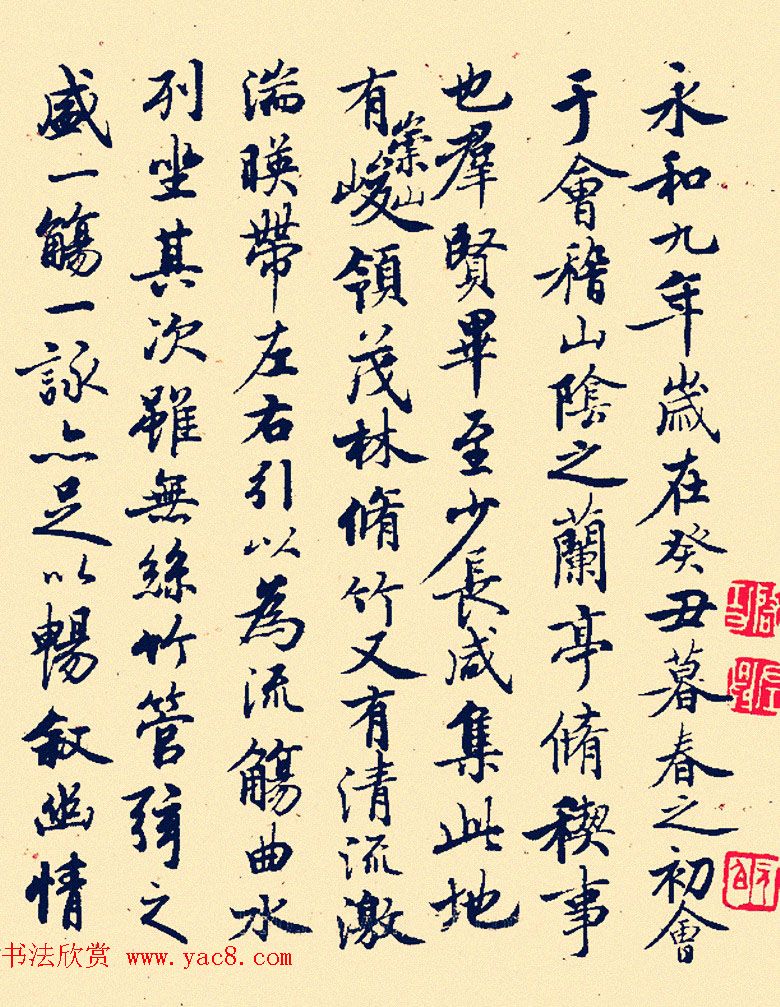 永和九年歲在癸丑暮春之初會
于會稽山陰之蘭亭脩稧事
也羣賢畢至少長咸集此地
有崇山峻領茂林脩竹又有清流激
湍暎帶左右引以為流觴曲水
列坐其次雖無絲竹管弦之
盛一觴一詠亦足以暢敘幽情
书法欣赏 www.yac8.com